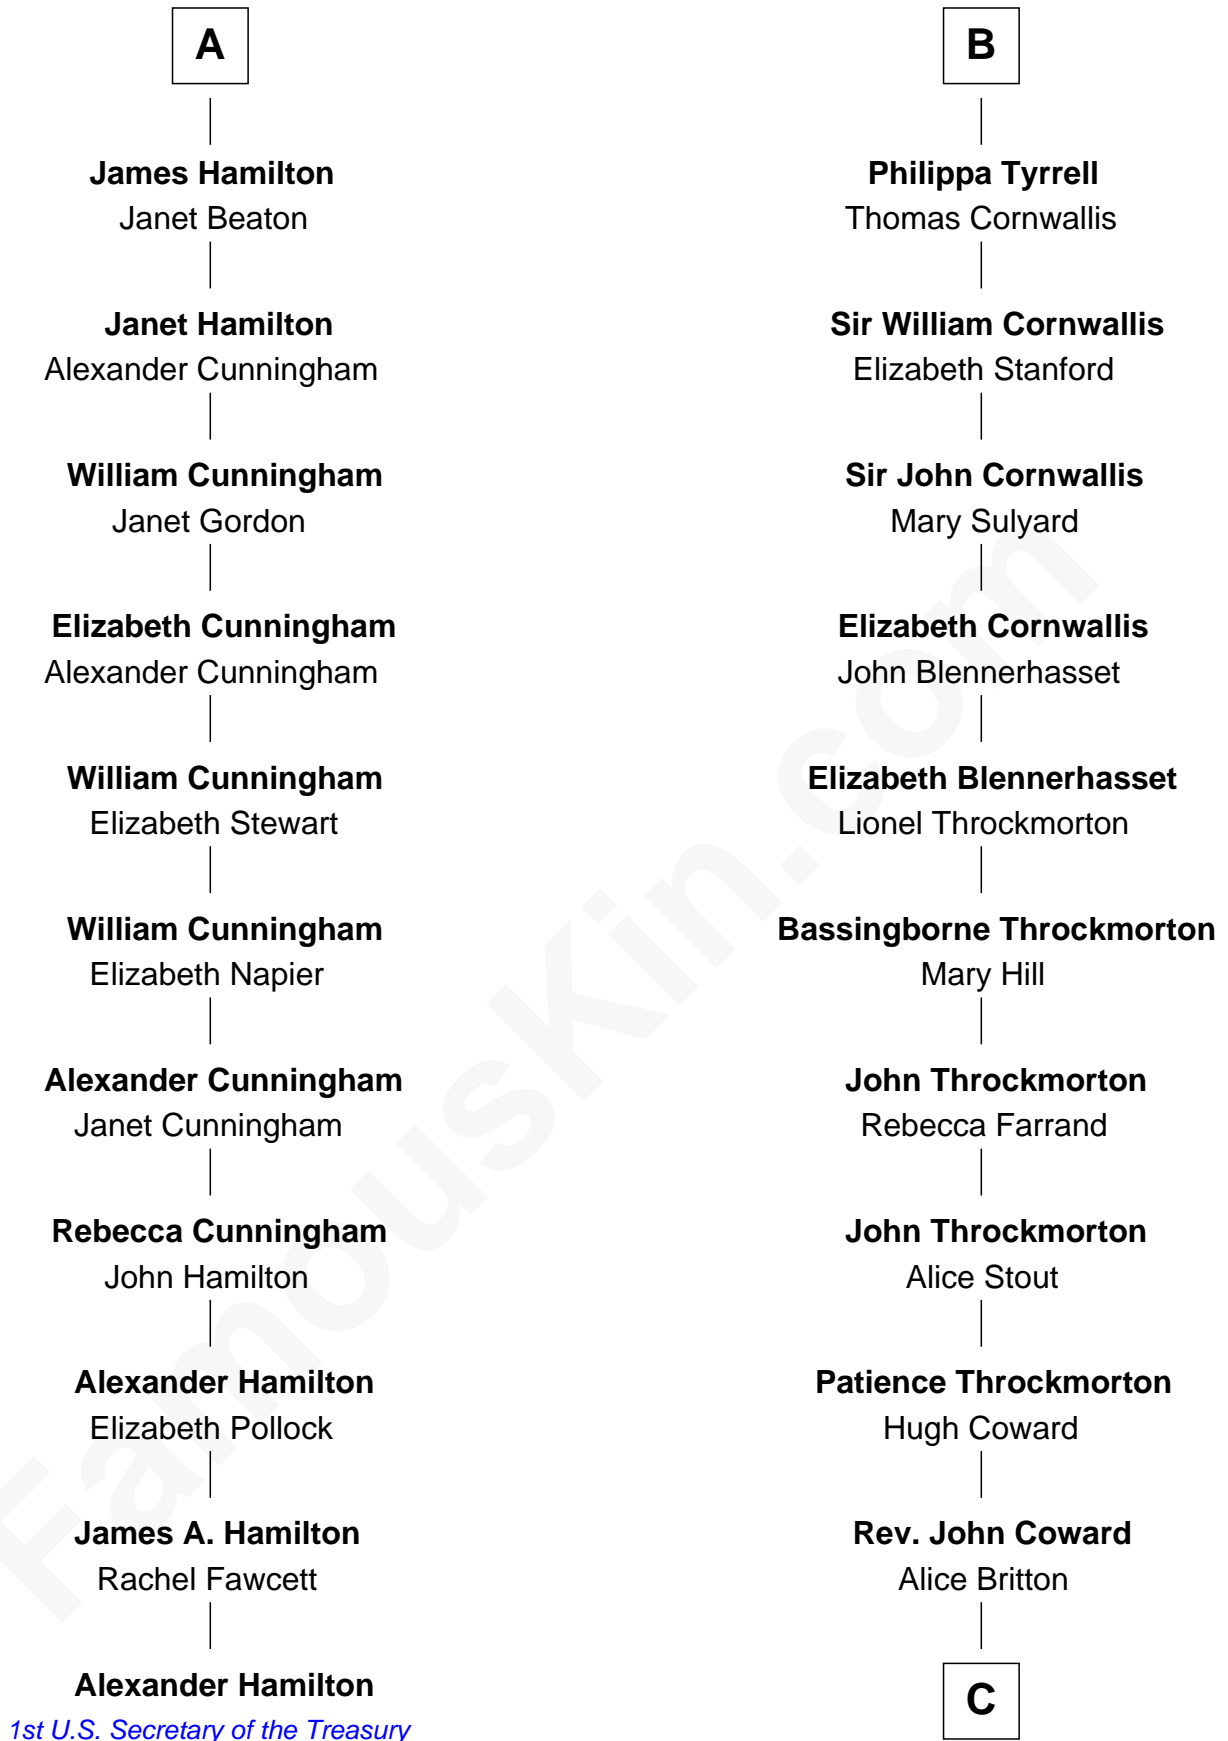 A
James Hamilton
Janet Beaton
Janet Hamilton
Alexander Cunningham
William Cunningham
Janet Gordon
Elizabeth Cunningham
Alexander Cunningham
William Cunningham
Elizabeth Stewart
William Cunningham
Elizabeth Napier
Alexander Cunningham
Janet Cunningham
Rebecca Cunningham
John Hamilton
Alexander Hamilton
Elizabeth Pollock
James A. Hamilton
Rachel Fawcett
Alexander Hamilton
1st U.S. Secretary of the Treasury
B
Philippa Tyrrell
Thomas Cornwallis
Sir William Cornwallis
Elizabeth Stanford
Sir John Cornwallis
Mary Sulyard
Elizabeth Cornwallis
John Blennerhasset
Elizabeth Blennerhasset
Lionel Throckmorton
Bassingborne Throckmorton
Mary Hill
John Throckmorton
Rebecca Farrand
John Throckmorton
Alice Stout
Patience Throckmorton
Hugh Coward
Rev. John Coward
Alice Britton
C
FamousKin.com